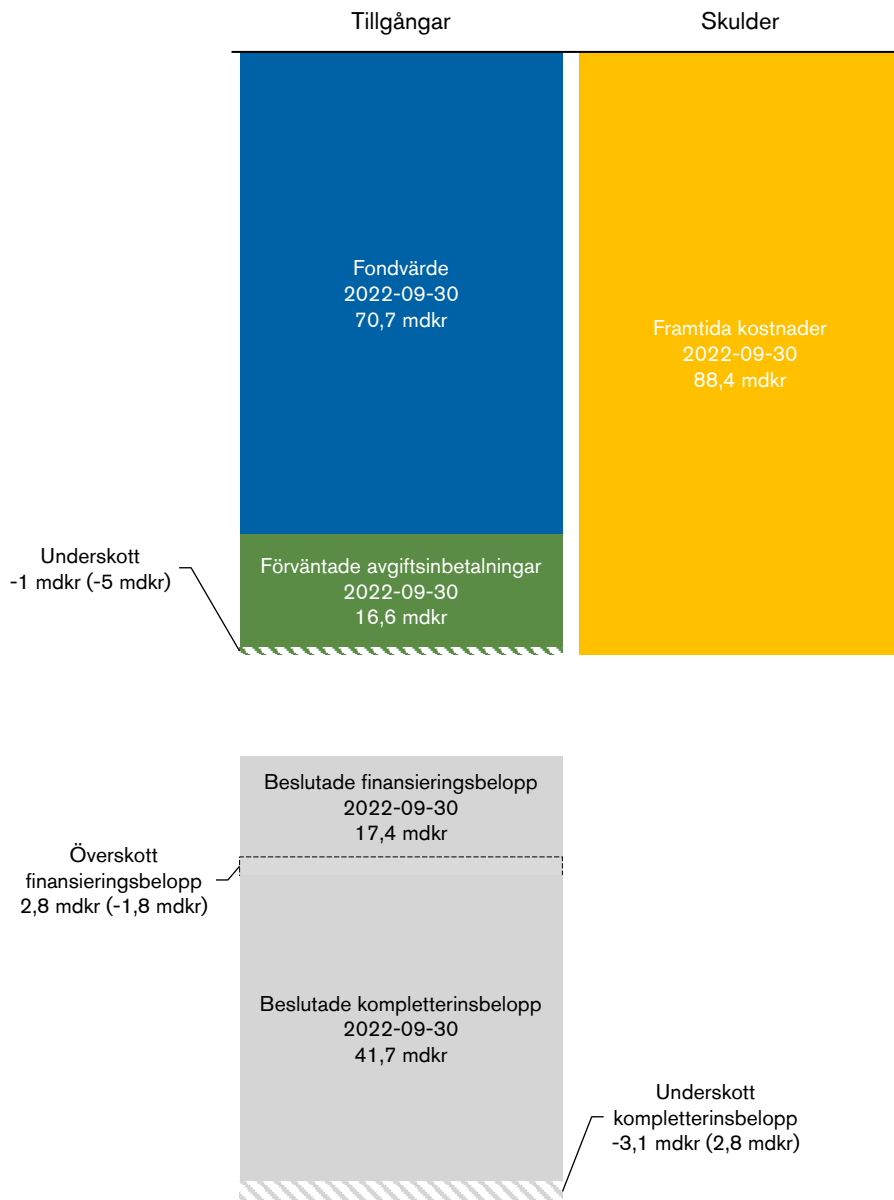 Tillgångar
Skulder
Fondvärde
2022-09-30
70,7 mdkr
Framtida kostnader
2022-09-30
88,4 mdkr
Underskott
-1 mdkr (-5 mdkr)
Förväntade avgiftsinbetalningar
2022-09-30
16,6 mdkr
Beslutade finansieringsbelopp
2022-09-30
17,4 mdkr
Överskott
finansieringsbelopp
2,8 mdkr (-1,8 mdkr)
Beslutade kompletterinsbelopp
2022-09-30
41,7 mdkr
Underskott
kompletterinsbelopp
-3,1 mdkr (2,8 mdkr)